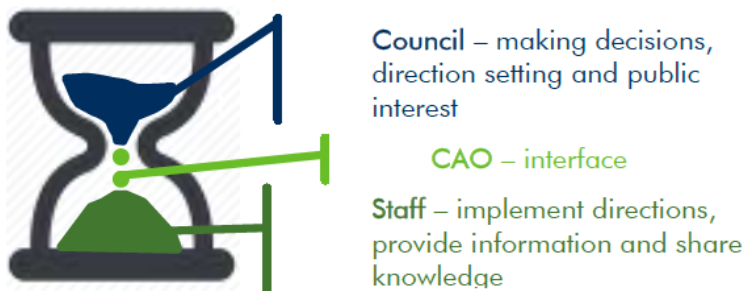 Council – making decisions,
direction setting and public
interest
CAO – interface
Staff – implement directions,
provide information and share
knowledge